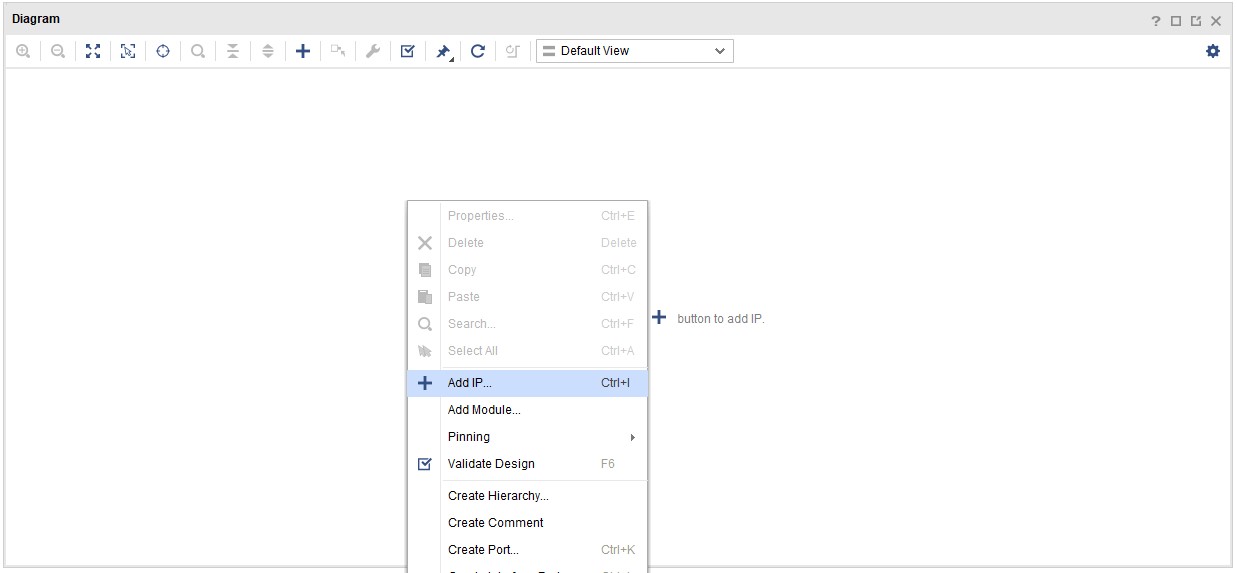 Diagram
Default View
Properties... Ctrl+E
Delete Delete
Copy Ctrl+C
Paste Ctrl+V
Search... Ctrl+F
button to add IP.
Select All Ctrl+A
Add IP... Ctrl+I
Add Module...
Pinning
Validate Design F6
Create Hierarchy...
Create Comment
Create Port... Ctrl+K